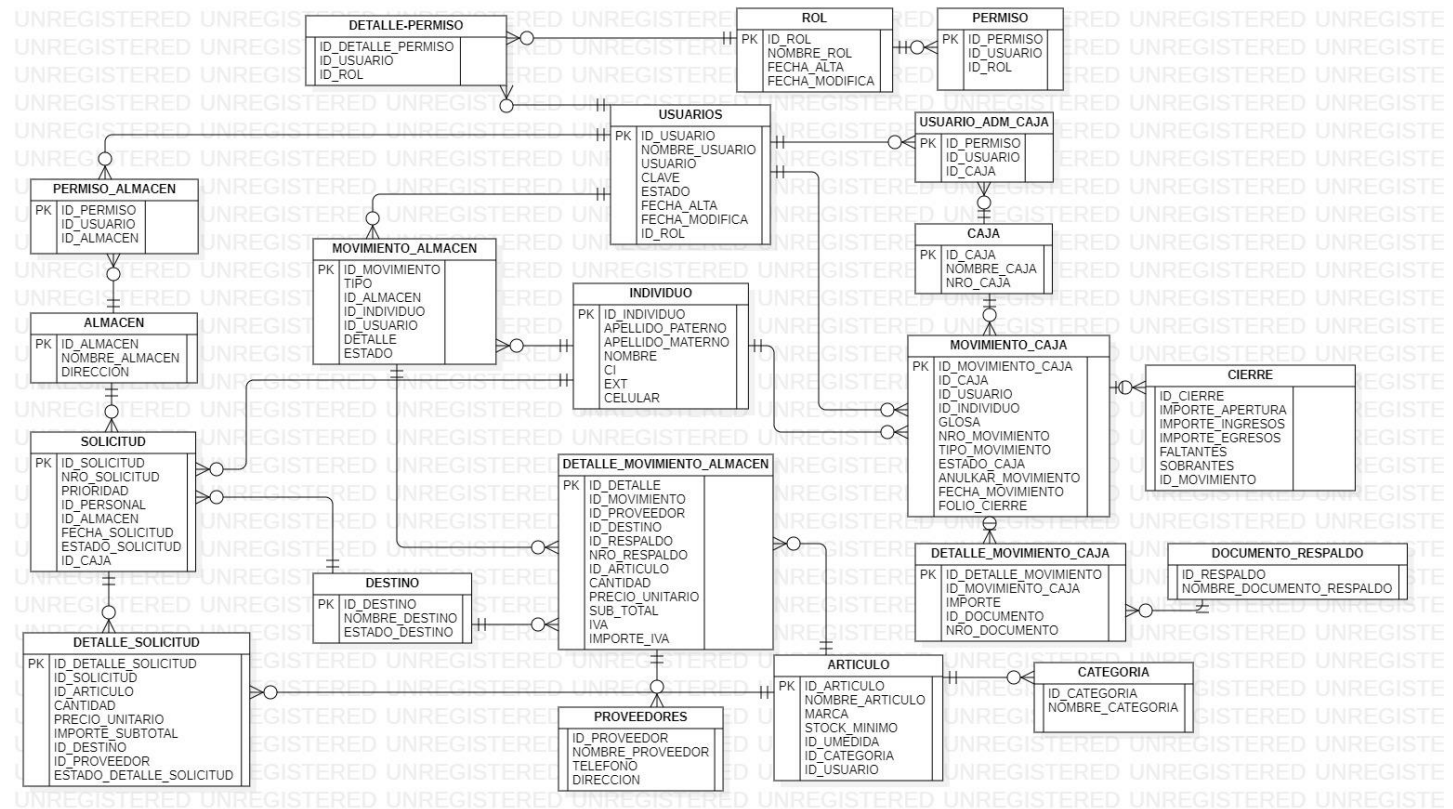 DETALLE-PERMISO
ID_DETALLE_PERMISO
ID_USUARIO
ID_ROL
ROL
PK
ID_ROL
NOMBRE_ROL
FECHA_ALTA
FECHA_MODIFICA
PERMISO
PK
ID_PERMISO
ID_USUARIO
ID_ROL
USUARIOS
PK
ID_USUARIO
NOMBRE_USUARIO
USUARIO
CLAVE
ESTADO
FECHA_ALTA
FECHA_MODIFICA
ID_ROL
USUARIO_ADM_CAJA
PK
ID_PERMISO
ID_USUARIO
ID_CAJA
PERMISO_ALMACEN
PK
ID_PERMISO
ID_USUARIO
ID_ALMACEN
MOVIMIENTO_ALMACEN
PK
ID_MOVIMIENTO
TIPO
ID_ALMACEN
ID_INDIVIDUO
ID_USUARIO
DETALLE
ESTADO
CAJA
PK
ID_CAJA
NOMBRE_CAJA
NRO_CAJA
INDIVIDUO
PK
ID_INDIVIDUO
APELLIDO_PATERNO
APELLIDO_MATERNO
NOMBRE
CI
EXT
CELULAR
ALMACEN
PK
ID_ALMACEN
NOMBRE_ALMACEN
DIRECCION
MOVIMIENTO_CAJA
PK
ID_MOVIMIENTO_CAJA
ID_CAJA
ID_USUARIO
ID_INDIVIDUO
GLOSA
NRO_MOVIMIENTO
TIPO_MOVIMIENTO
ESTADO_CAJA
ANULKAR_MOVIMIENTO
FECHA_MOVIMIENTO
FOLIO_CIERRE
CIERRE
ID_CIERRE
IMPORTE_APERTURA
IMPORTE_INGRESOS
IMPORTE_EGRESOS
FALTANTES
SOBRANTES
ID_MOVIMIENTO
SOLICITUD
PK
ID_SOLICITUD
NRO_SOLICITUD
PRIORIDAD
ID_PERSONAL
ID_ALMACEN
FECHA_SOLICITUD
ESTADO_SOLICITUD
ID_CAJA
DETALLE_MOVIMIENTO_ALMACEN
PK
ID_DETALLE
ID_MOVIMIENTO
ID_PROVEEDOR
ID_DESTINO
ID_RESPALDO
NRO_RESPALDO
ID_ARTICULO
CANTIDAD
PRECIO_UNITARIO
SUB_TOTAL
IVA
IMPORTE_IVA
DETALLE_MOVIMIENTO_CAJA
PK
ID_DETALLE_MOVIMIENTO
ID_MOVIMIENTO_CAJA
IMPORTE
ID_DOCUMENTO
NRO_DOCUMENTO
DOCUMENTO_RESPALDO
ID_RESPALDO
NOMBRE_DOCUMENTO_RESPALDO
DESTINO
PK
ID_DESTINO
NOMBRE_DESTINO
ESTADO_DESTINO
DETALLE_SOLICITUD
PK
ID_DETALLE_SOLICITUD
ID_SOLICITUD
ID_ARTICULO
CANTIDAD
PRECIO_UNITARIO
IMPORTE_SUBTOTAL
ID_DESTINO
ID_PROVEEDOR
ESTADO_DETALLE_SOLICITUD
PROVEEDORES
ID_PROVEEDOR
NOMBRE_PROVEEDOR
TELEFONO
DIRECCION
ARTICULO
PK
ID_ARTICULO
NOMBRE_ARTICULO
MARCA
STOCK_MINIMO
ID_UMEDIDA
ID_CATEGORIA
ID_USUARIO
CATEGORIA
ID_CATEGORIA
NOMBRE_CATEGORIA